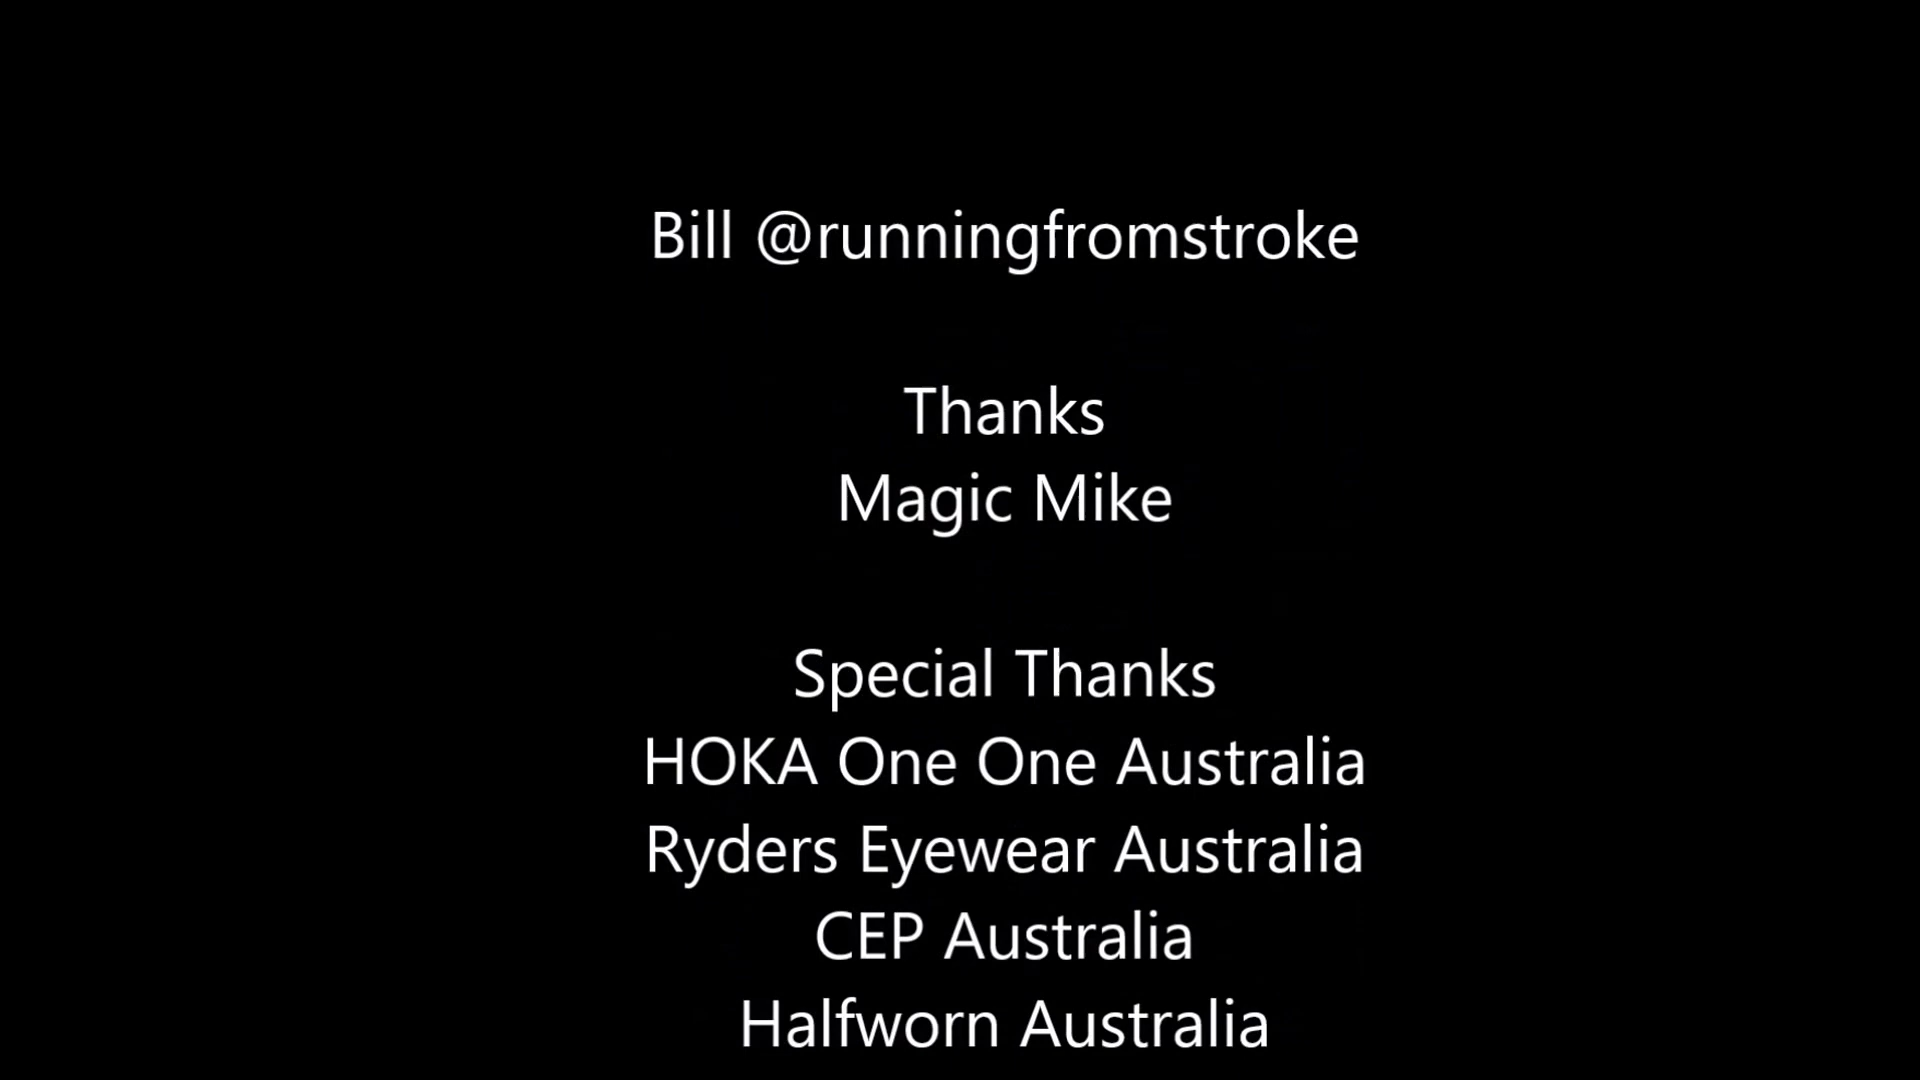 Bill @runningfromstroke
Thanks
Magic Mike
Special Thanks
HOKA One One Australia
Ryders Eyewear Australia
CEP Australia
Halfworn Australia